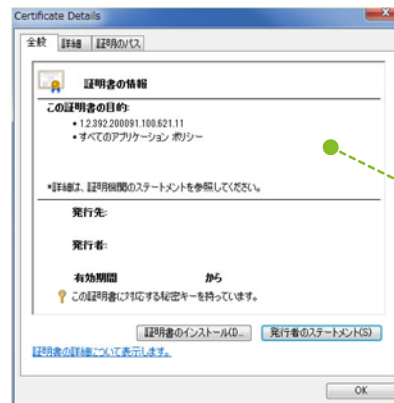 Certificate Details
全般 詳細 証明のパス
証明書の情報
この証明書の目的:
• 1.2.392.200091.100.621.11
• すべてのアプリケーション ポリシー
*詳細は、証明機関のステートメントを参照してください。
発行先:
発行者:
有効期間 から
この証明書に対応する秘密キーを持っています。
証明書のインストール(I)... 発行者のステートメント(S)
証明書の詳細について表示します。
OK